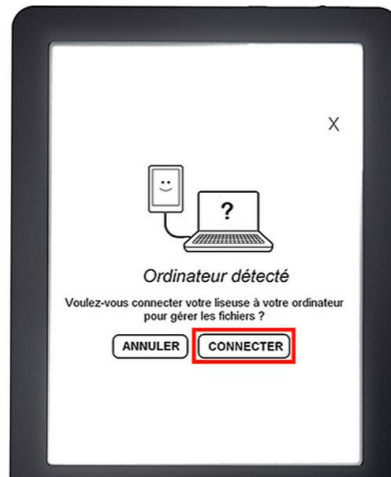 X
?
Ordinateur détecté
Voulez-vous connecter votre liseuse à votre ordinateur
pour gérer les fichiers ?
ANNULER CONNECTER